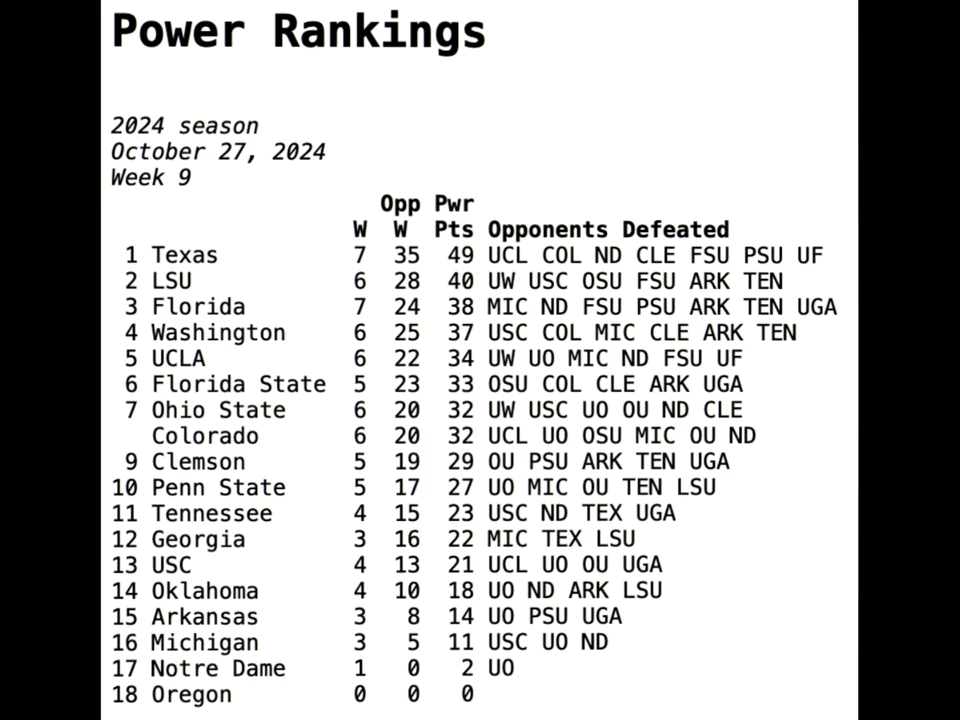 Power Rankings
2024 season
October 27, 2024
Week 9
Opp Pwr
W W Pts Opponents Defeated
1 Texas 7 35 49 UCL COL ND CLE FSU PSU UF
2 LSU 6 28 40 UW USC OSU FSU ARK TEN
3 Florida 7 24 38 MIC ND FSU PSU ARK TEN UGA
4 Washington 6 25 37 USC COL MIC CLE ARK TEN
5 UCLA 6 22 34 UW UO MIC ND FSU UF
6 Florida State 5 23 33 OSU COL CLE ARK UGA
7 Ohio State 6 20 32 UW USC UO OU ND CLE
Colorado 6 20 32 UCL UO OSU MIC OU ND
9 Clemson 5 19 29 OU PSU ARK TEN UGA
10 Penn State 5 17 27 UO MIC OU TEN LSU
11 Tennessee 4 15 23 USC ND TEX UGA
12 Georgia 3 16 22 MIC TEX LSU
13 USC 4 13 21 UCL UO OU UGA
14 Oklahoma 4 10 18 UO ND ARK LSU
15 Arkansas 3 8 14 UO PSU UGA
16 Michigan 3 5 11 USC UO ND
17 Notre Dame 1 0 2 UO
18 Oregon 0 0 0